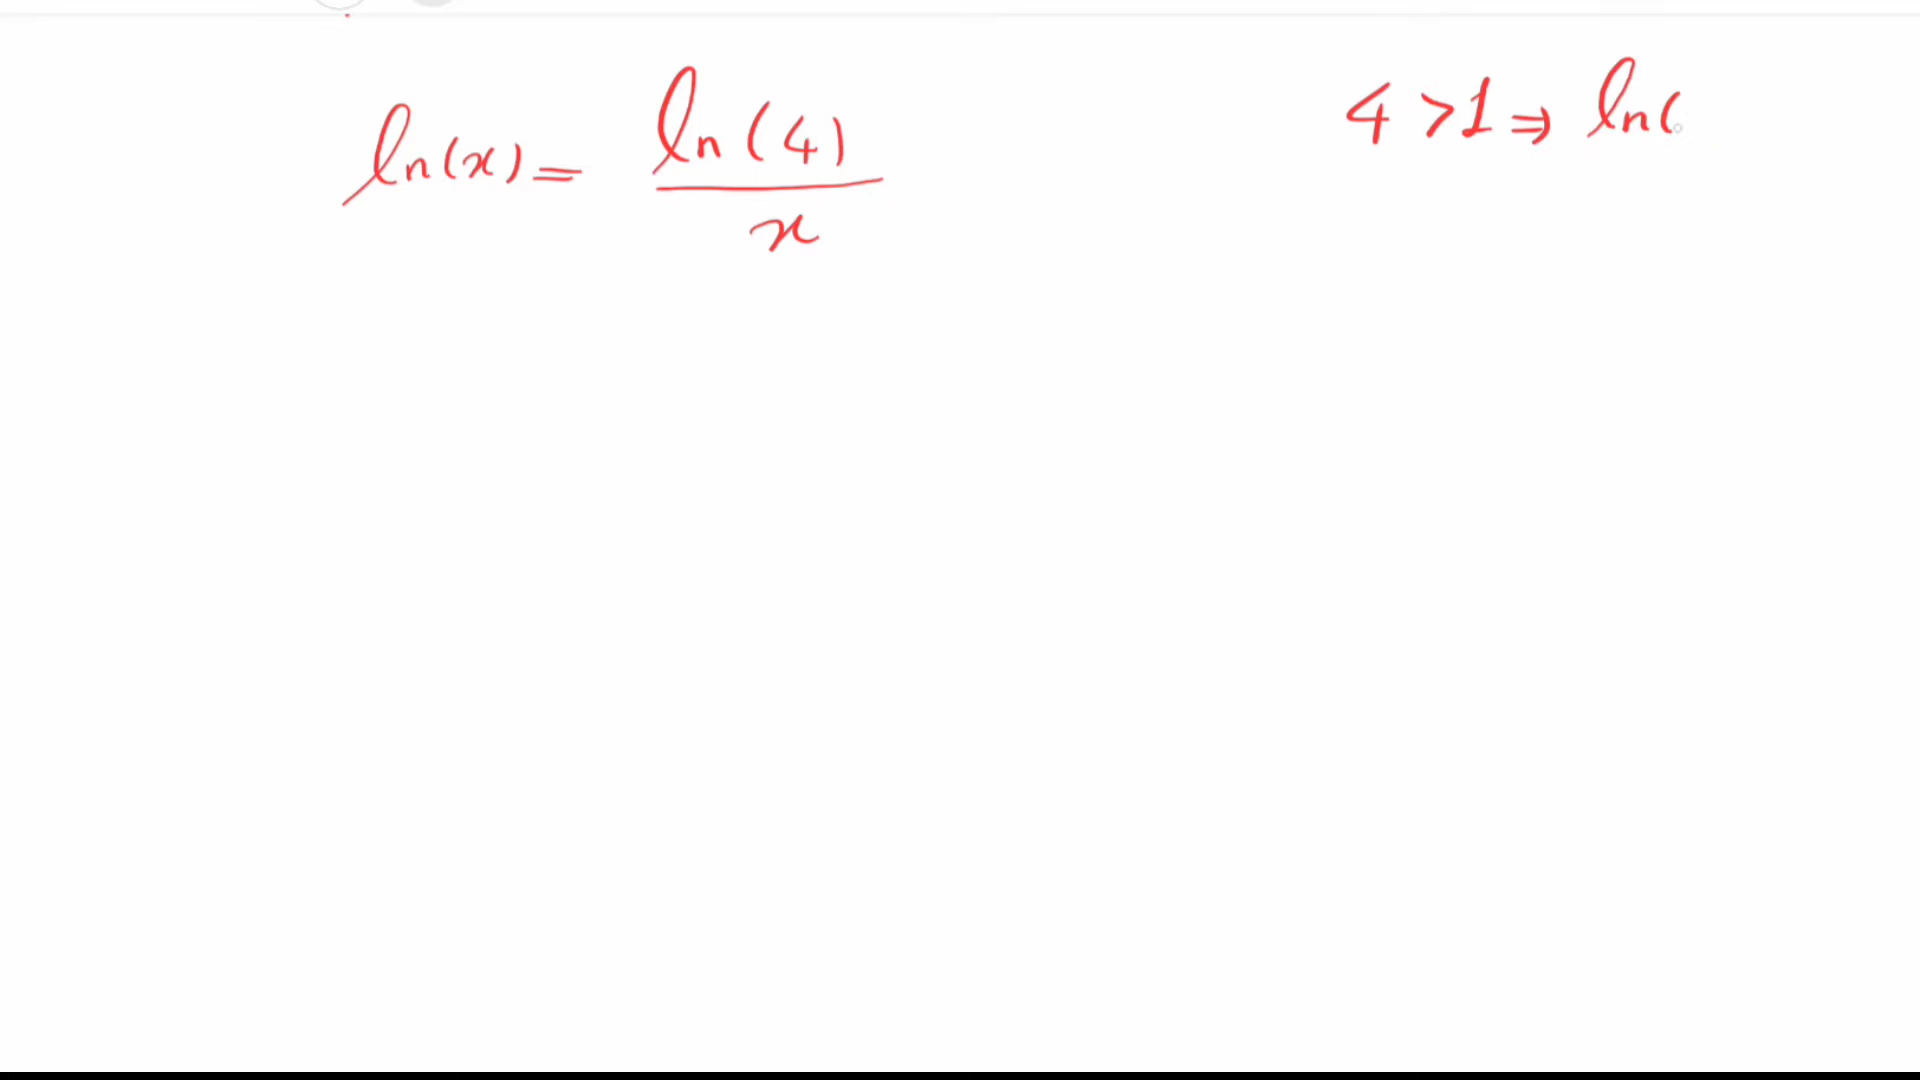 ln(x) = ln(4) / x
4 > 1 ⇒ ln(